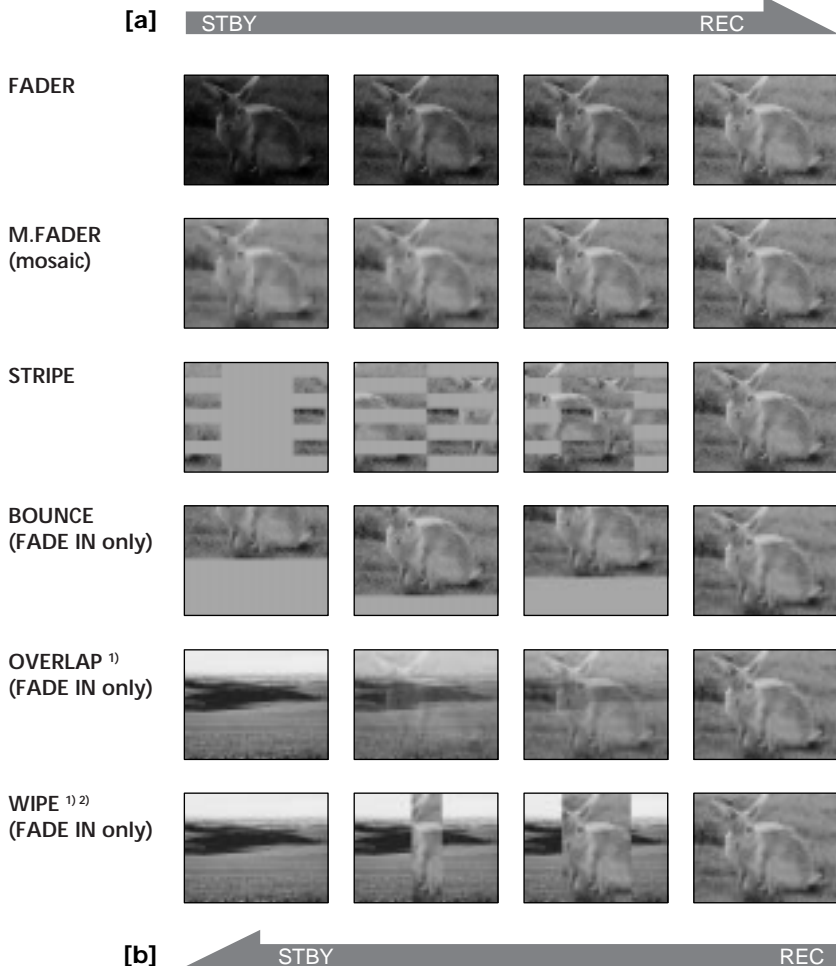 [a] STBY REC
FADER
M.FADER
(mosaic)
STRIPE
BOUNCE
(FADE IN only)
OVERLAP 1)
(FADE IN only)
WIPE 1) 2)
(FADE IN only)
[b] STBY REC